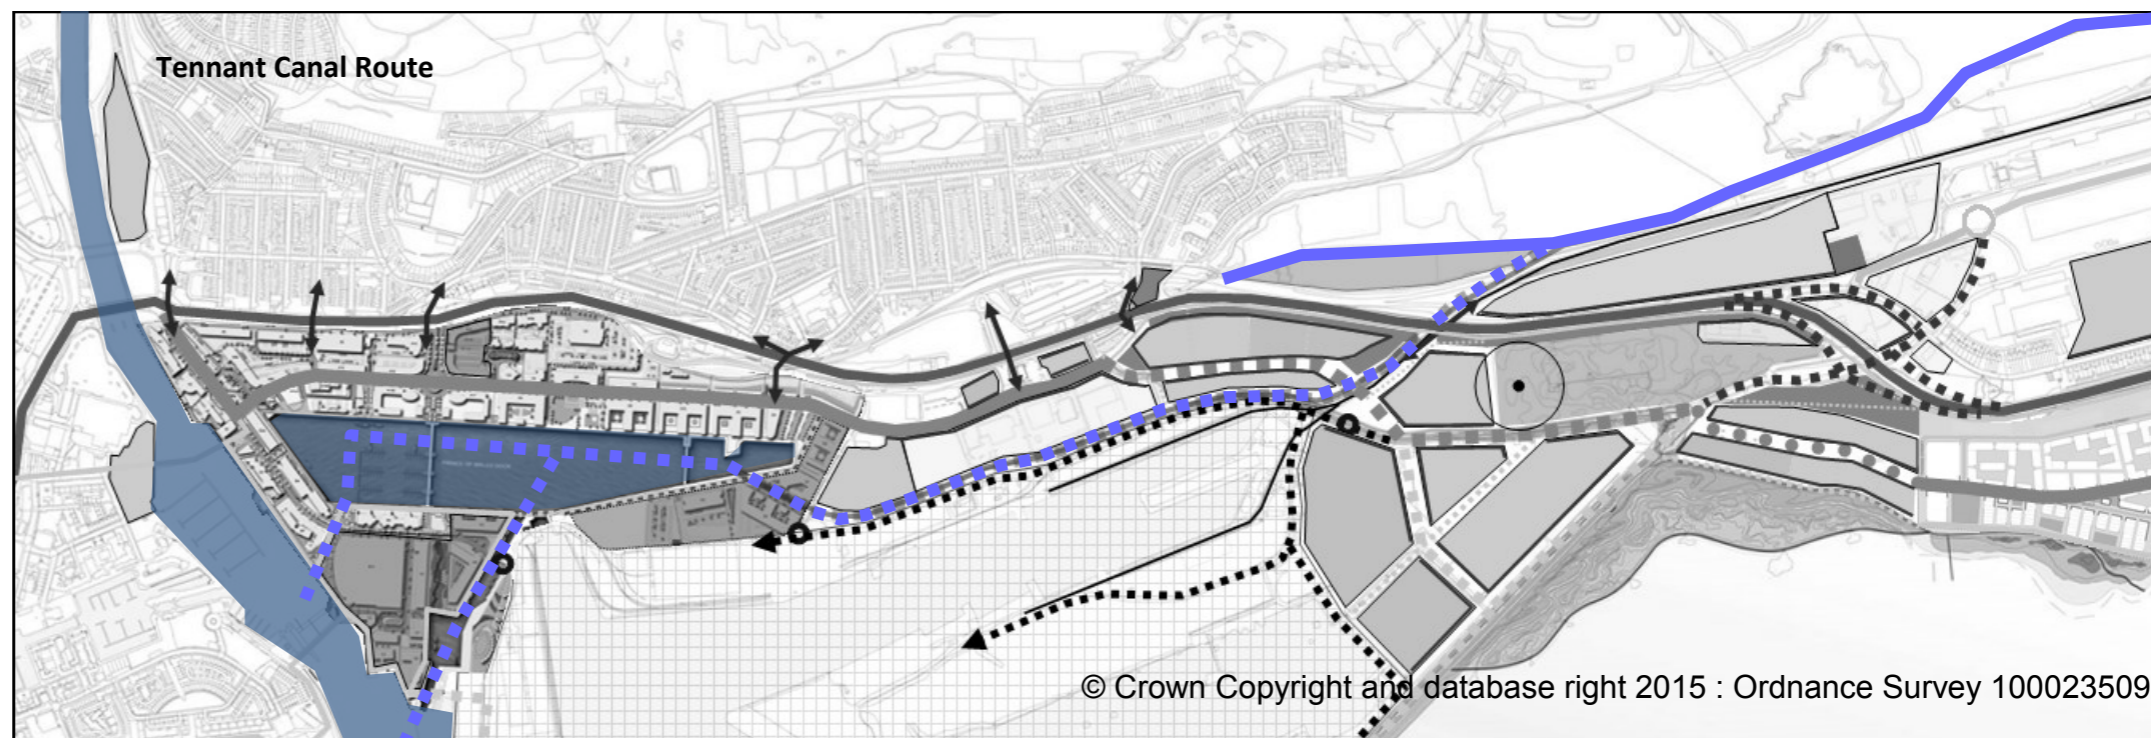 Tennant Canal Route
© Crown Copyright and database right 2015 : Ordnance Survey 100023509